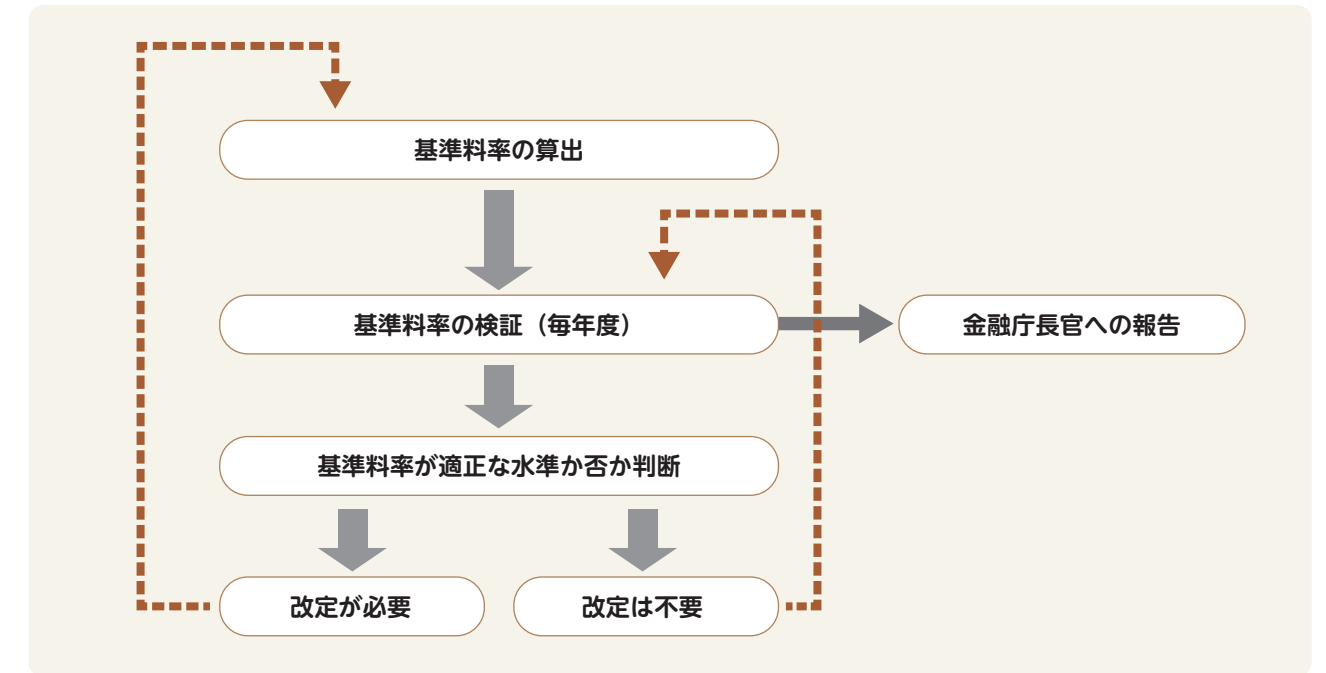 基準料率の算出
基準料率の検証（毎年度）
金融庁長官への報告
基準料率が適正な水準か否か判断
改定が必要
改定は不要